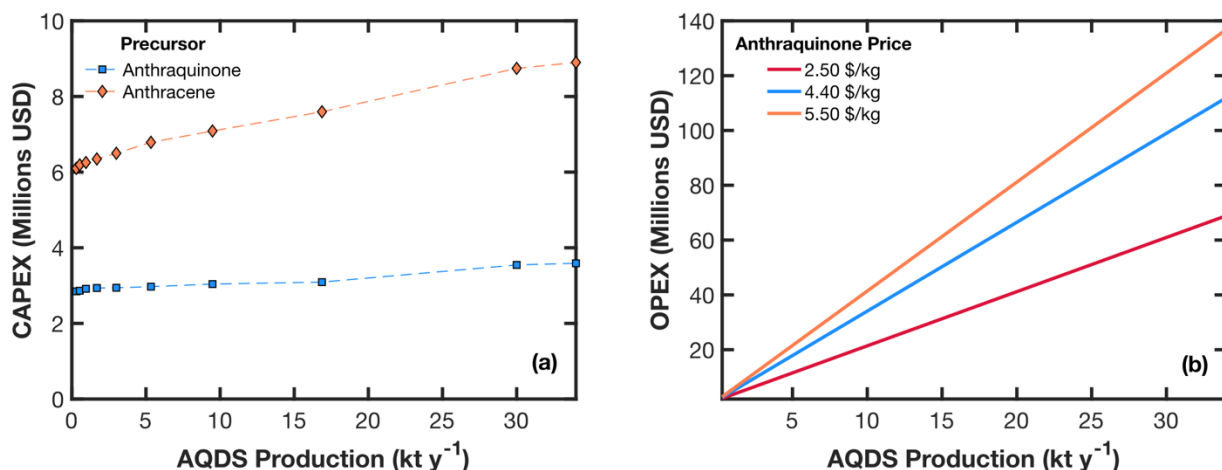 Precursor
Anthraquinone
Anthracene
CAPEX (Millions USD)
10
8
6
4
2
0
0 5 10 15 20 25 30
AQDS Production (kt y⁻¹)
(a)
Anthraquinone Price
2.50 $/kg
4.40 $/kg
5.50 $/kg
OPEX (Millions USD)
140
120
100
80
60
40
20
5 10 15 20 25 30
AQDS Production (kt y⁻¹)
(b)